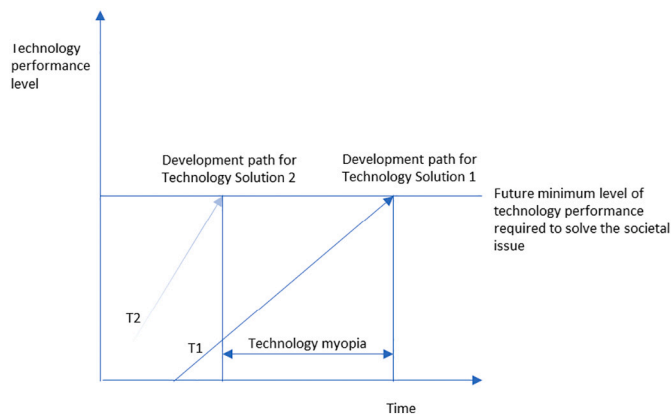 Technology
performance
level
Development path for
Technology Solution 2
Development path for
Technology Solution 1
Future minimum level of
technology performance
required to solve the societal
issue
T2
T1
Technology myopia
Time